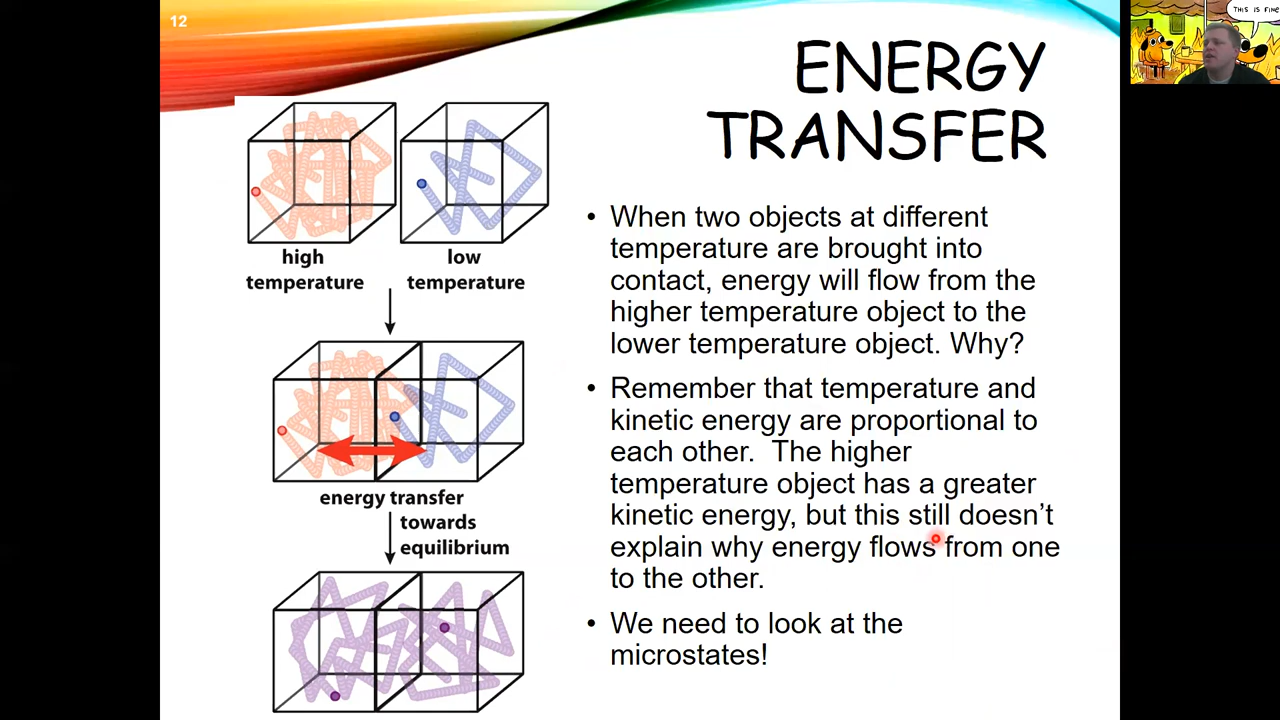 12
THIS IS FINE
ENERGY
TRANSFER
high
temperature
low
temperature
energy transfer
towards
equilibrium
• When two objects at different
temperature are brought into
contact, energy will flow from the
higher temperature object to the
lower temperature object. Why?
• Remember that temperature and
kinetic energy are proportional to
each other.  The higher
temperature object has a greater
kinetic energy, but this still doesn’t
explain why energy flows from one
to the other.
• We need to look at the
microstates!